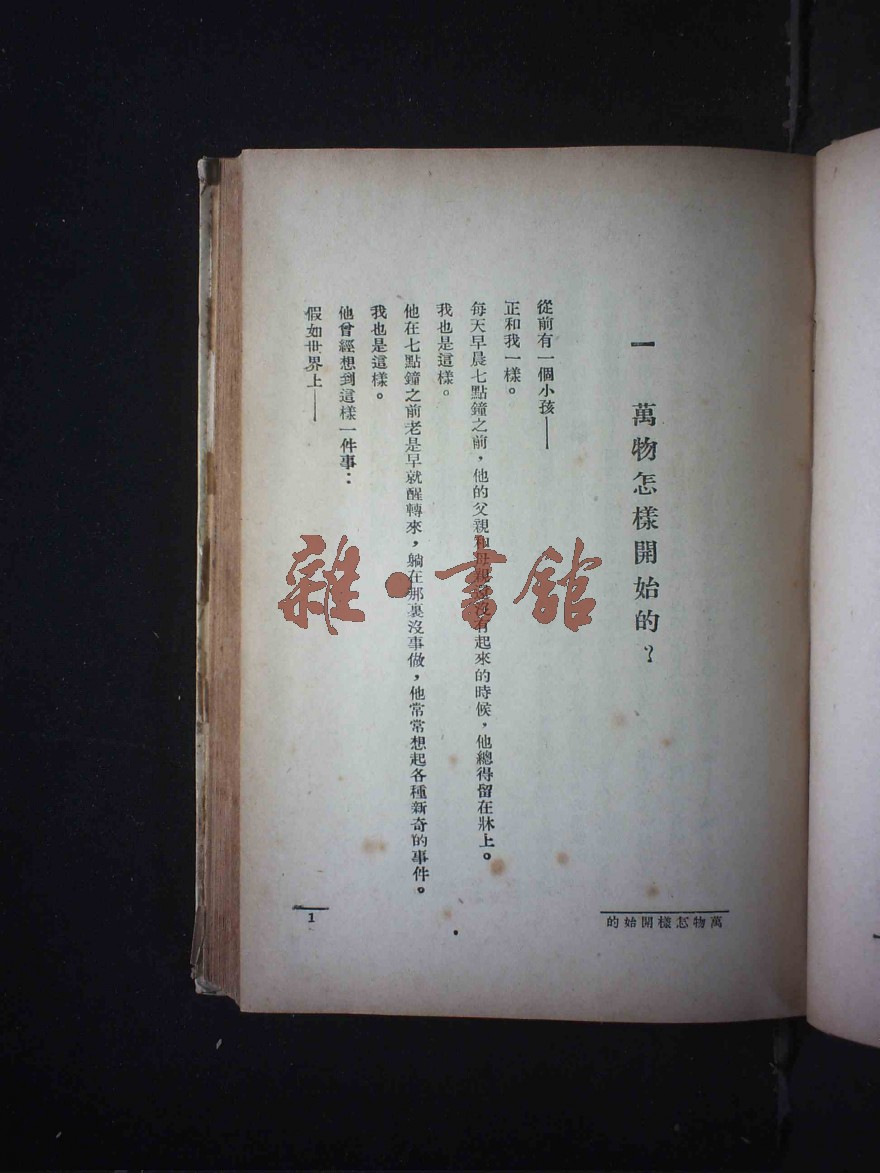 一 萬物怎樣開始的?
從前有一個小孩——
正和我一樣。
每天早晨七點鐘之前,他的父親和母親還沒有起來的時候,他總得留在牀上。
我也是這樣。
他在七點鐘之前老是早就醒轉來,躺在那裏沒事做,他常常想起各種新奇的事件。
我也是這樣。
他曾經想到這樣一件事:
假如世界上——
萬物怎樣開始的
1
雜·書館